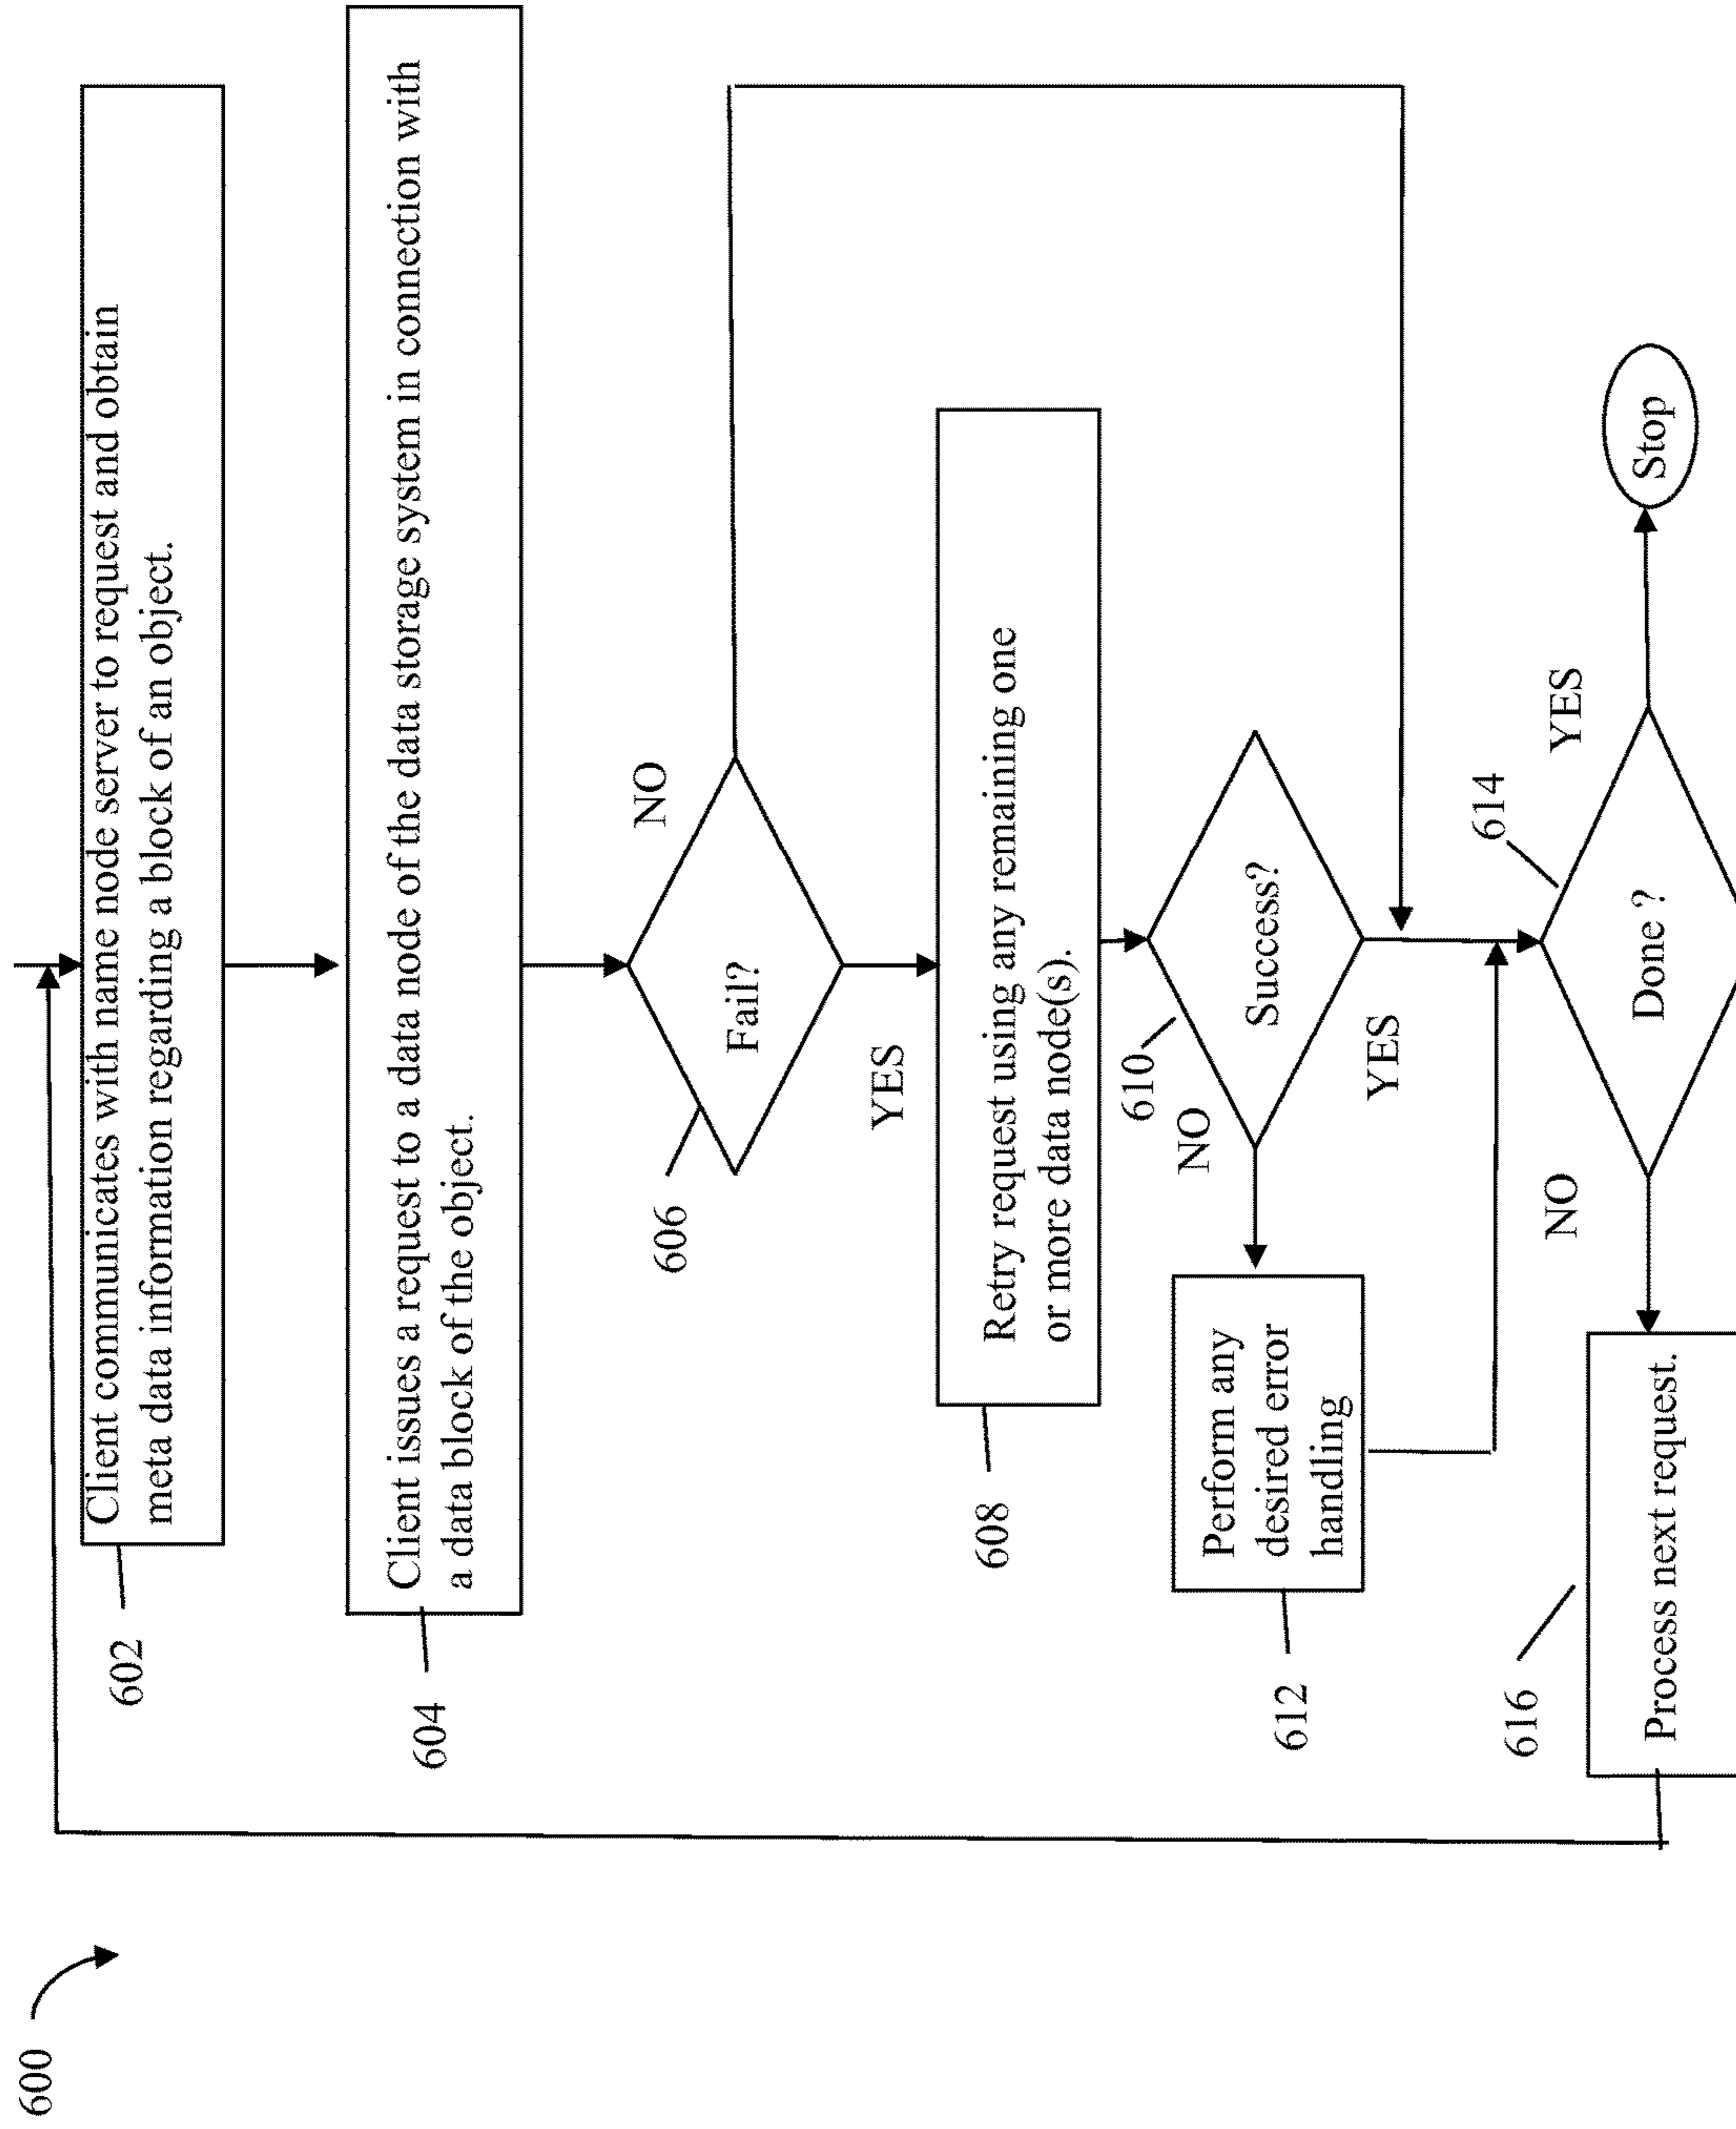 600
602
Client communicates with name node server to request and obtain
meta data information regarding a block of an object.
604
Client issues a request to a data node of the data storage system in connection with
a data block of the object.
606
Fail?
NO
YES
608
Retry request using any remaining one
or more data node(s).
610
Success?
NO
YES
612
Perform any
desired error
handling
614
Done ?
YES
Stop
NO
616
Process next request.